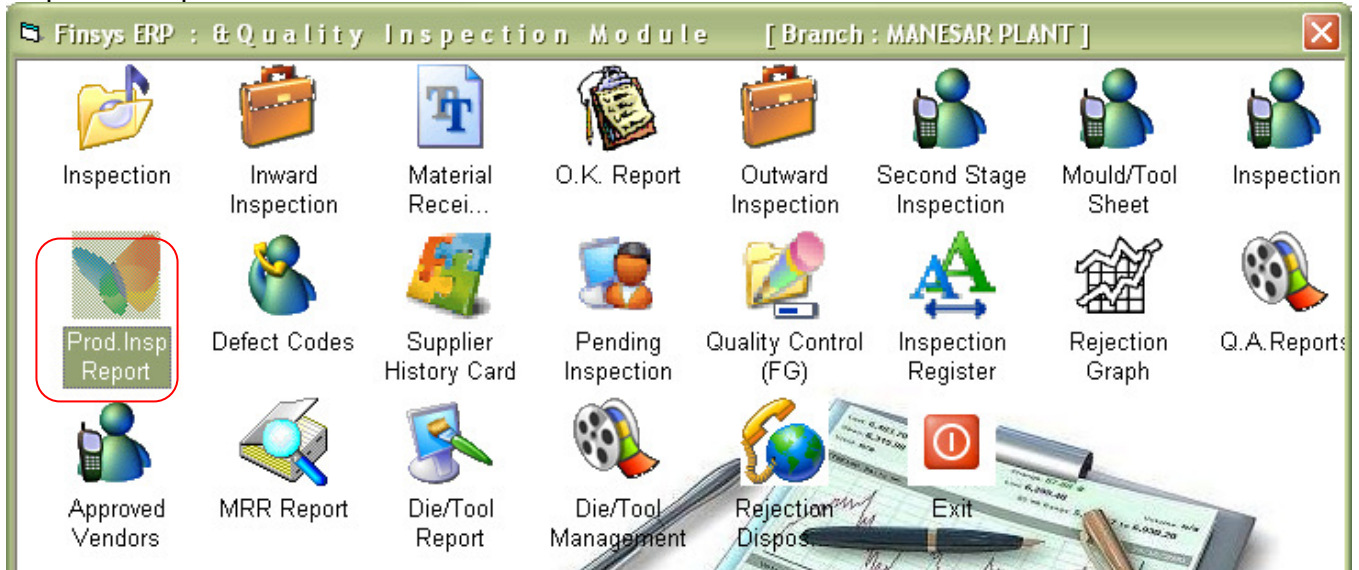 Finsys ERP : & Quality Inspection Module [ Branch : MANESAR PLANT ]
Inspection
Inward
Inspection
Material
Recei...
O.K. Report
Outward
Inspection
Second Stage
Inspection
Mould/Tool
Sheet
Inspection
Prod.Insp
Report
Defect Codes
Supplier
History Card
Pending
Inspection
Quality Control
(FG)
Inspection
Register
Rejection
Graph
Q.A.Reports
Approved
Vendors
MRR Report
Die/Tool
Report
Die/Tool
Management
Rejection
Dispos...
Exit